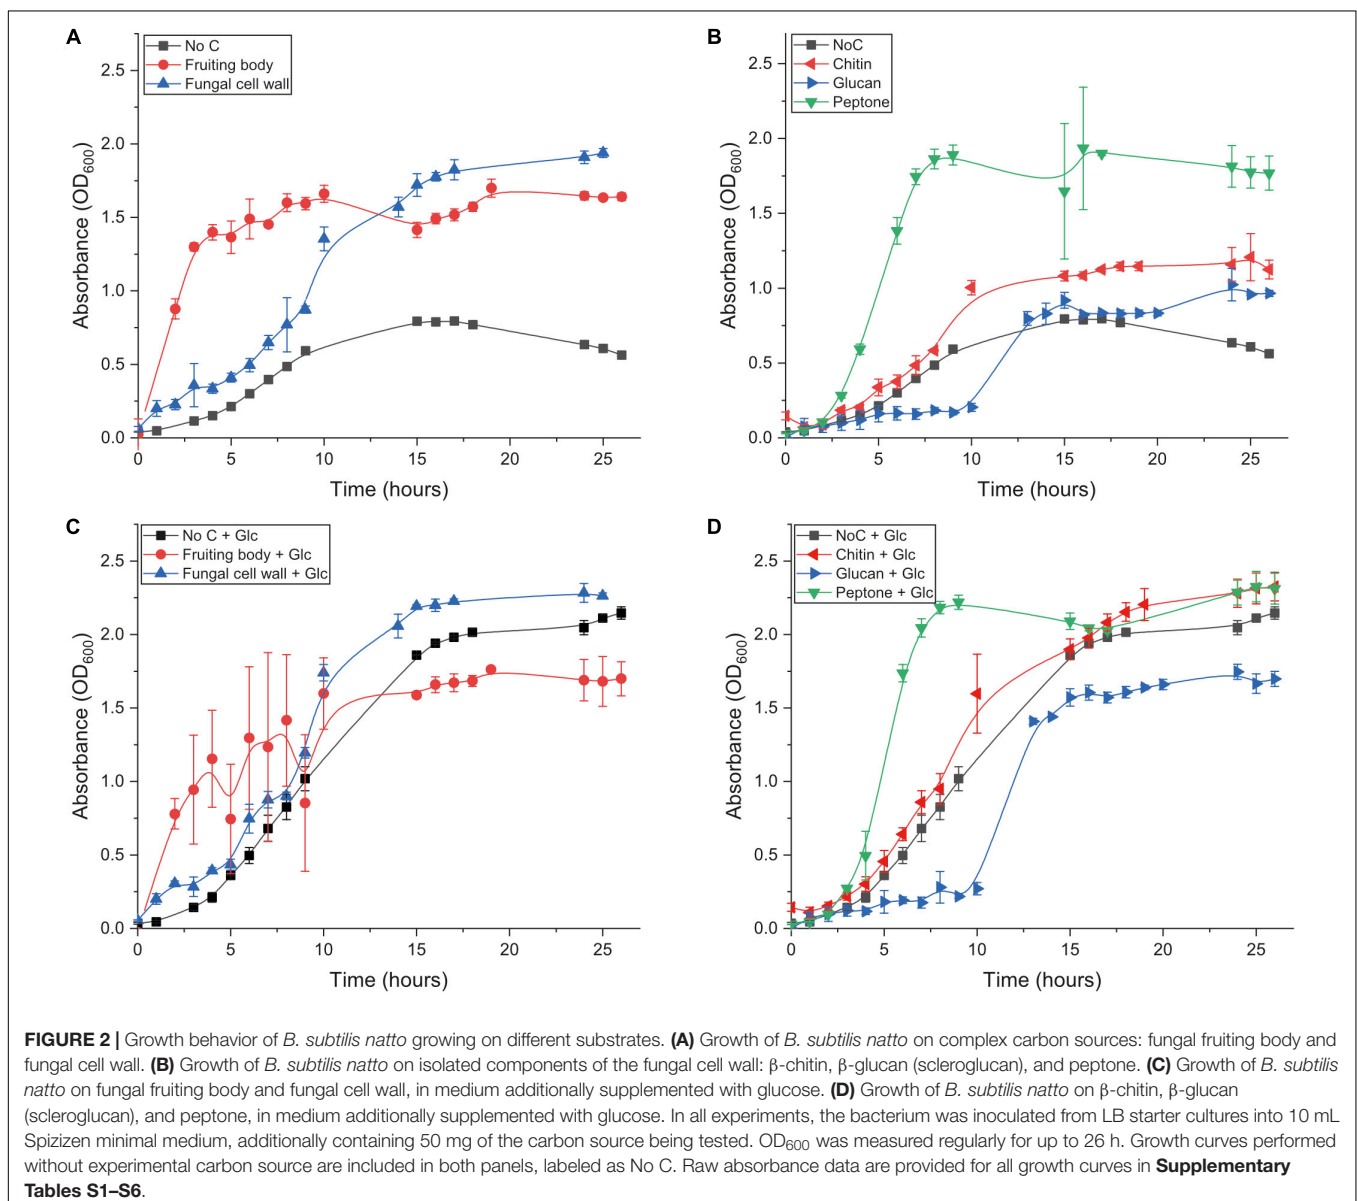 A
No C
Fruiting body
Fungal cell wall
2.5
2.0
1.5
1.0
0.5
0.0
Absorbance (OD600)
0 5 10 15 20 25
Time (hours)
B
NoC
Chitin
Glucan
Peptone
2.5
2.0
1.5
1.0
0.5
0.0
Absorbance (OD600)
0 5 10 15 20 25
Time (hours)
C
No C + Glc
Fruiting body + Glc
Fungal cell wall + Glc
2.5
2.0
1.5
1.0
0.5
0.0
Absorbance (OD600)
0 5 10 15 20 25
Time (hours)
D
NoC + Glc
Chitin + Glc
Glucan + Glc
Peptone + Glc
2.5
2.0
1.5
1.0
0.5
0.0
Absorbance (OD600)
0 5 10 15 20 25
Time (hours)
FIGURE 2 | Growth behavior of B. subtilis natto growing on different substrates. (A) Growth of B. subtilis natto on complex carbon sources: fungal fruiting body and
fungal cell wall. (B) Growth of B. subtilis natto on isolated components of the fungal cell wall: β-chitin, β-glucan (scleroglucan), and peptone. (C) Growth of B. subtilis
natto on fungal fruiting body and fungal cell wall, in medium additionally supplemented with glucose. (D) Growth of B. subtilis natto on β-chitin, β-glucan
(scleroglucan), and peptone, in medium additionally supplemented with glucose. In all experiments, the bacterium was inoculated from LB starter cultures into 10 mL
Spizizen minimal medium, additionally containing 50 mg of the carbon source being tested. OD600 was measured regularly for up to 26 h. Growth curves performed
without experimental carbon source are included in both panels, labeled as No C. Raw absorbance data are provided for all growth curves in Supplementary
Tables S1–S6.